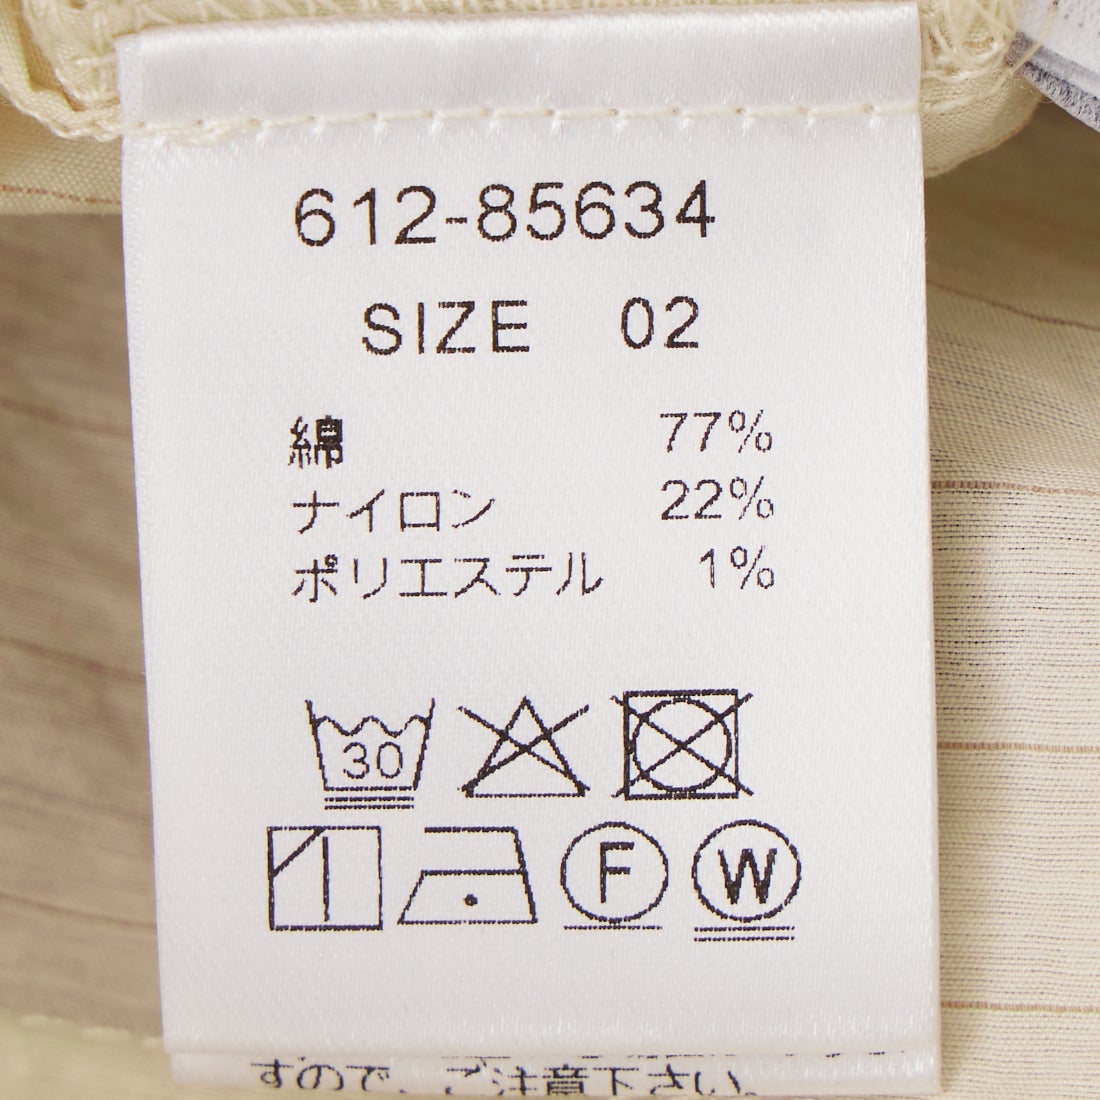 612-85634
SIZE 02
綿 77%
ナイロン 22%
ポリエステル 1%
30
F W
すので、ご注意下さい。